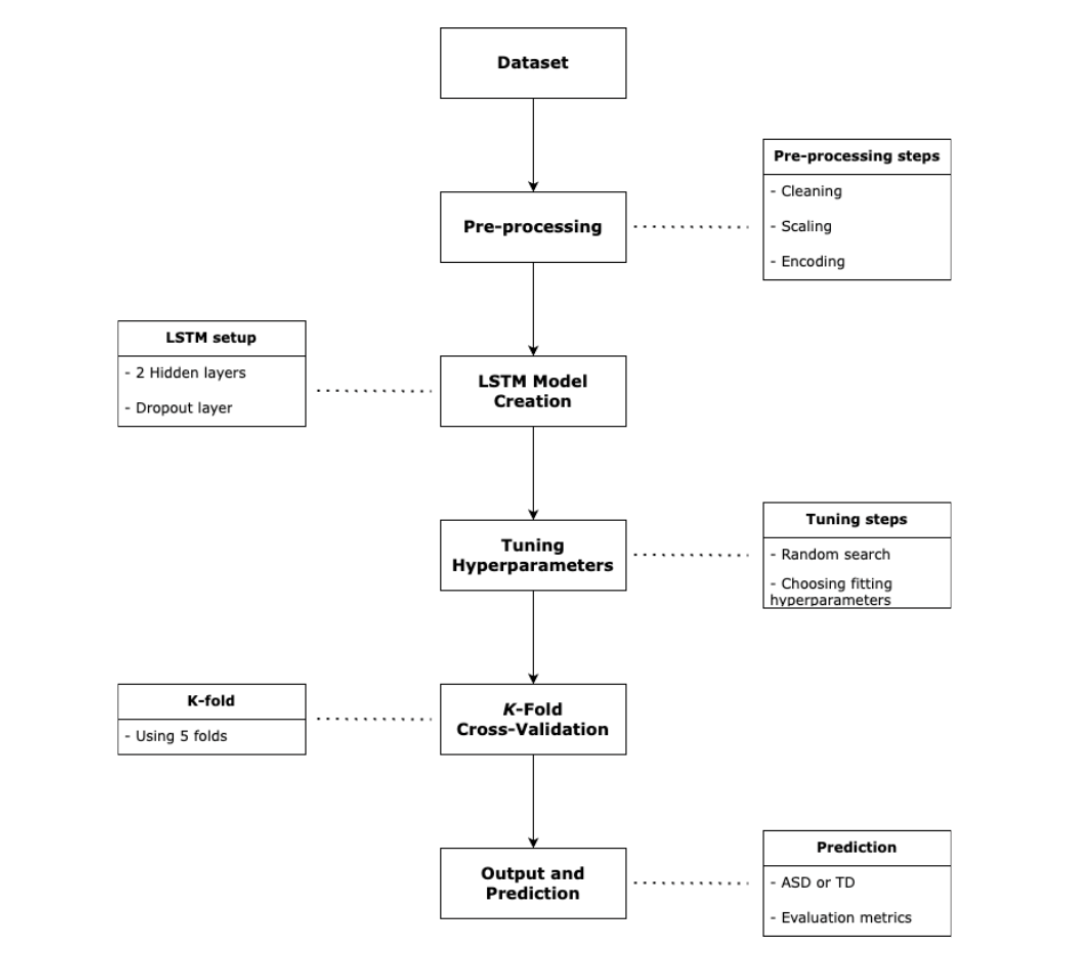 Dataset
Pre-processing steps
- Cleaning
Pre-processing
- Scaling
- Encoding
LSTM setup
- 2 Hidden layers
- Dropout layer
LSTM Model
Creation
Tuning steps
- Random search
- Choosing fitting
hyperparameters
Tuning
Hyperparameters
K-fold
- Using 5 folds
K-Fold
Cross-Validation
Prediction
- ASD or TD
- Evaluation metrics
Output and
Prediction